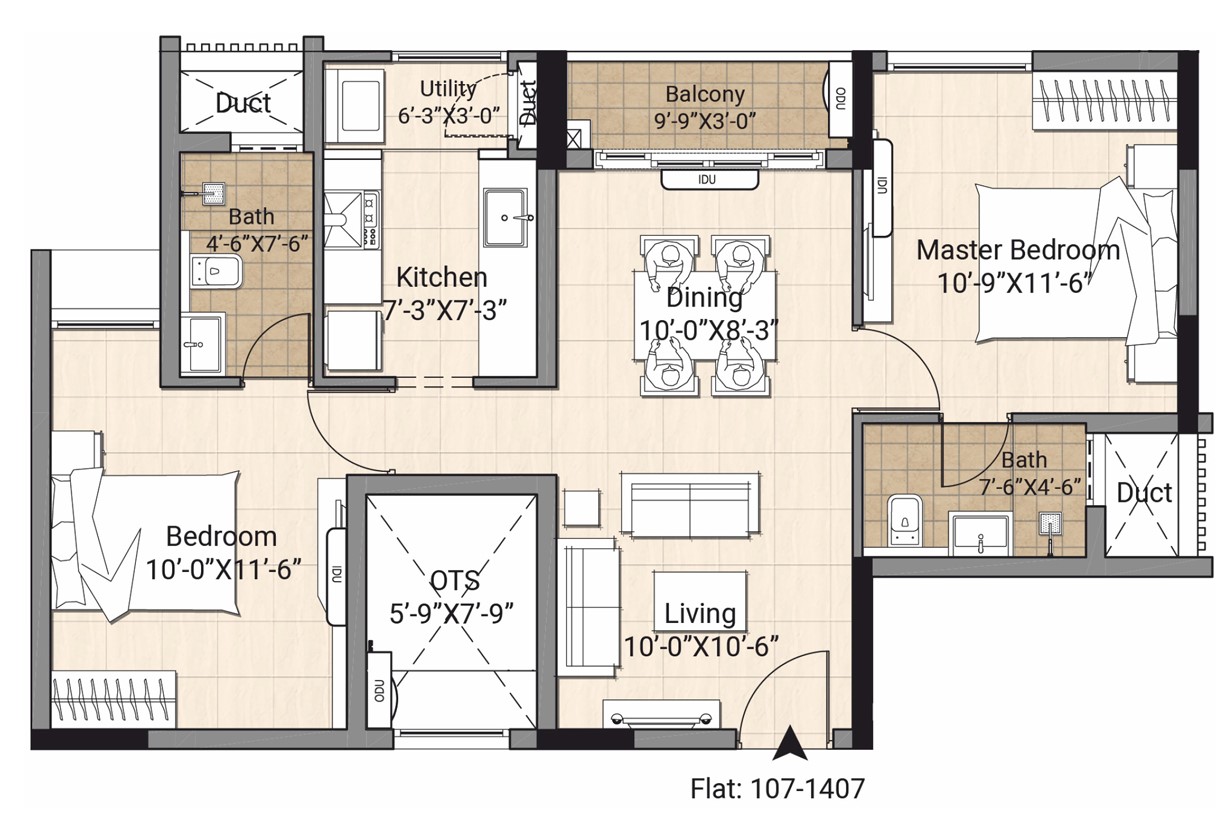 Duct
Utility
6'-3”X3'-0”
Duct
Balcony
9'-9”X3'-0”
ODU
IDU
IDU
Bath
4'-6”X7'-6”
Kitchen
7'-3”X7'-3”
Dining
10'-0”X8'-3”
Master Bedroom
10'-9”X11'-6”
Bath
7'-6”X4'-6”
Duct
Bedroom
10'-0”X11'-6”
IDU
OTS
5'-9”X7'-9”
ODU
Living
10'-0”X10'-6”
Flat: 107-1407